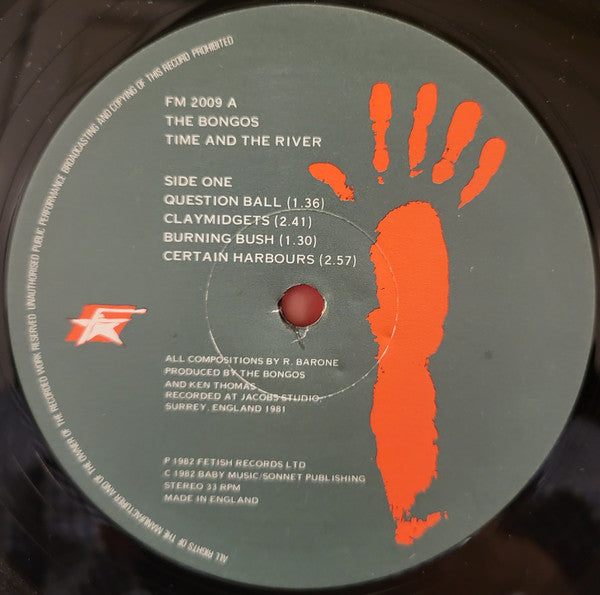 FM 2009 A
THE BONGOS
TIME AND THE RIVER
SIDE ONE
QUESTION BALL (1.36)
CLAYMIDGETS (2.41)
BURNING BUSH (1.30)
CERTAIN HARBOURS (2.57)
ALL COMPOSITIONS BY R. BARONE
PRODUCED BY THE BONGOS
AND KEN THOMAS
RECORDED AT JACOBS STUDIO,
SURREY, ENGLAND 1981
P 1982 FETISH RECORDS LTD
C 1982 BABY MUSIC/SONNET PUBLISHING
STEREO 33 RPM
MADE IN ENGLAND
ALL RIGHTS OF THE MANUFACTURER AND OF THE OWNER OF THE RECORDED WORK RESERVED UNAUTHORISED PUBLIC PERFORMANCE BROADCASTING AND COPYING OF THIS RECORD PROHIBITED